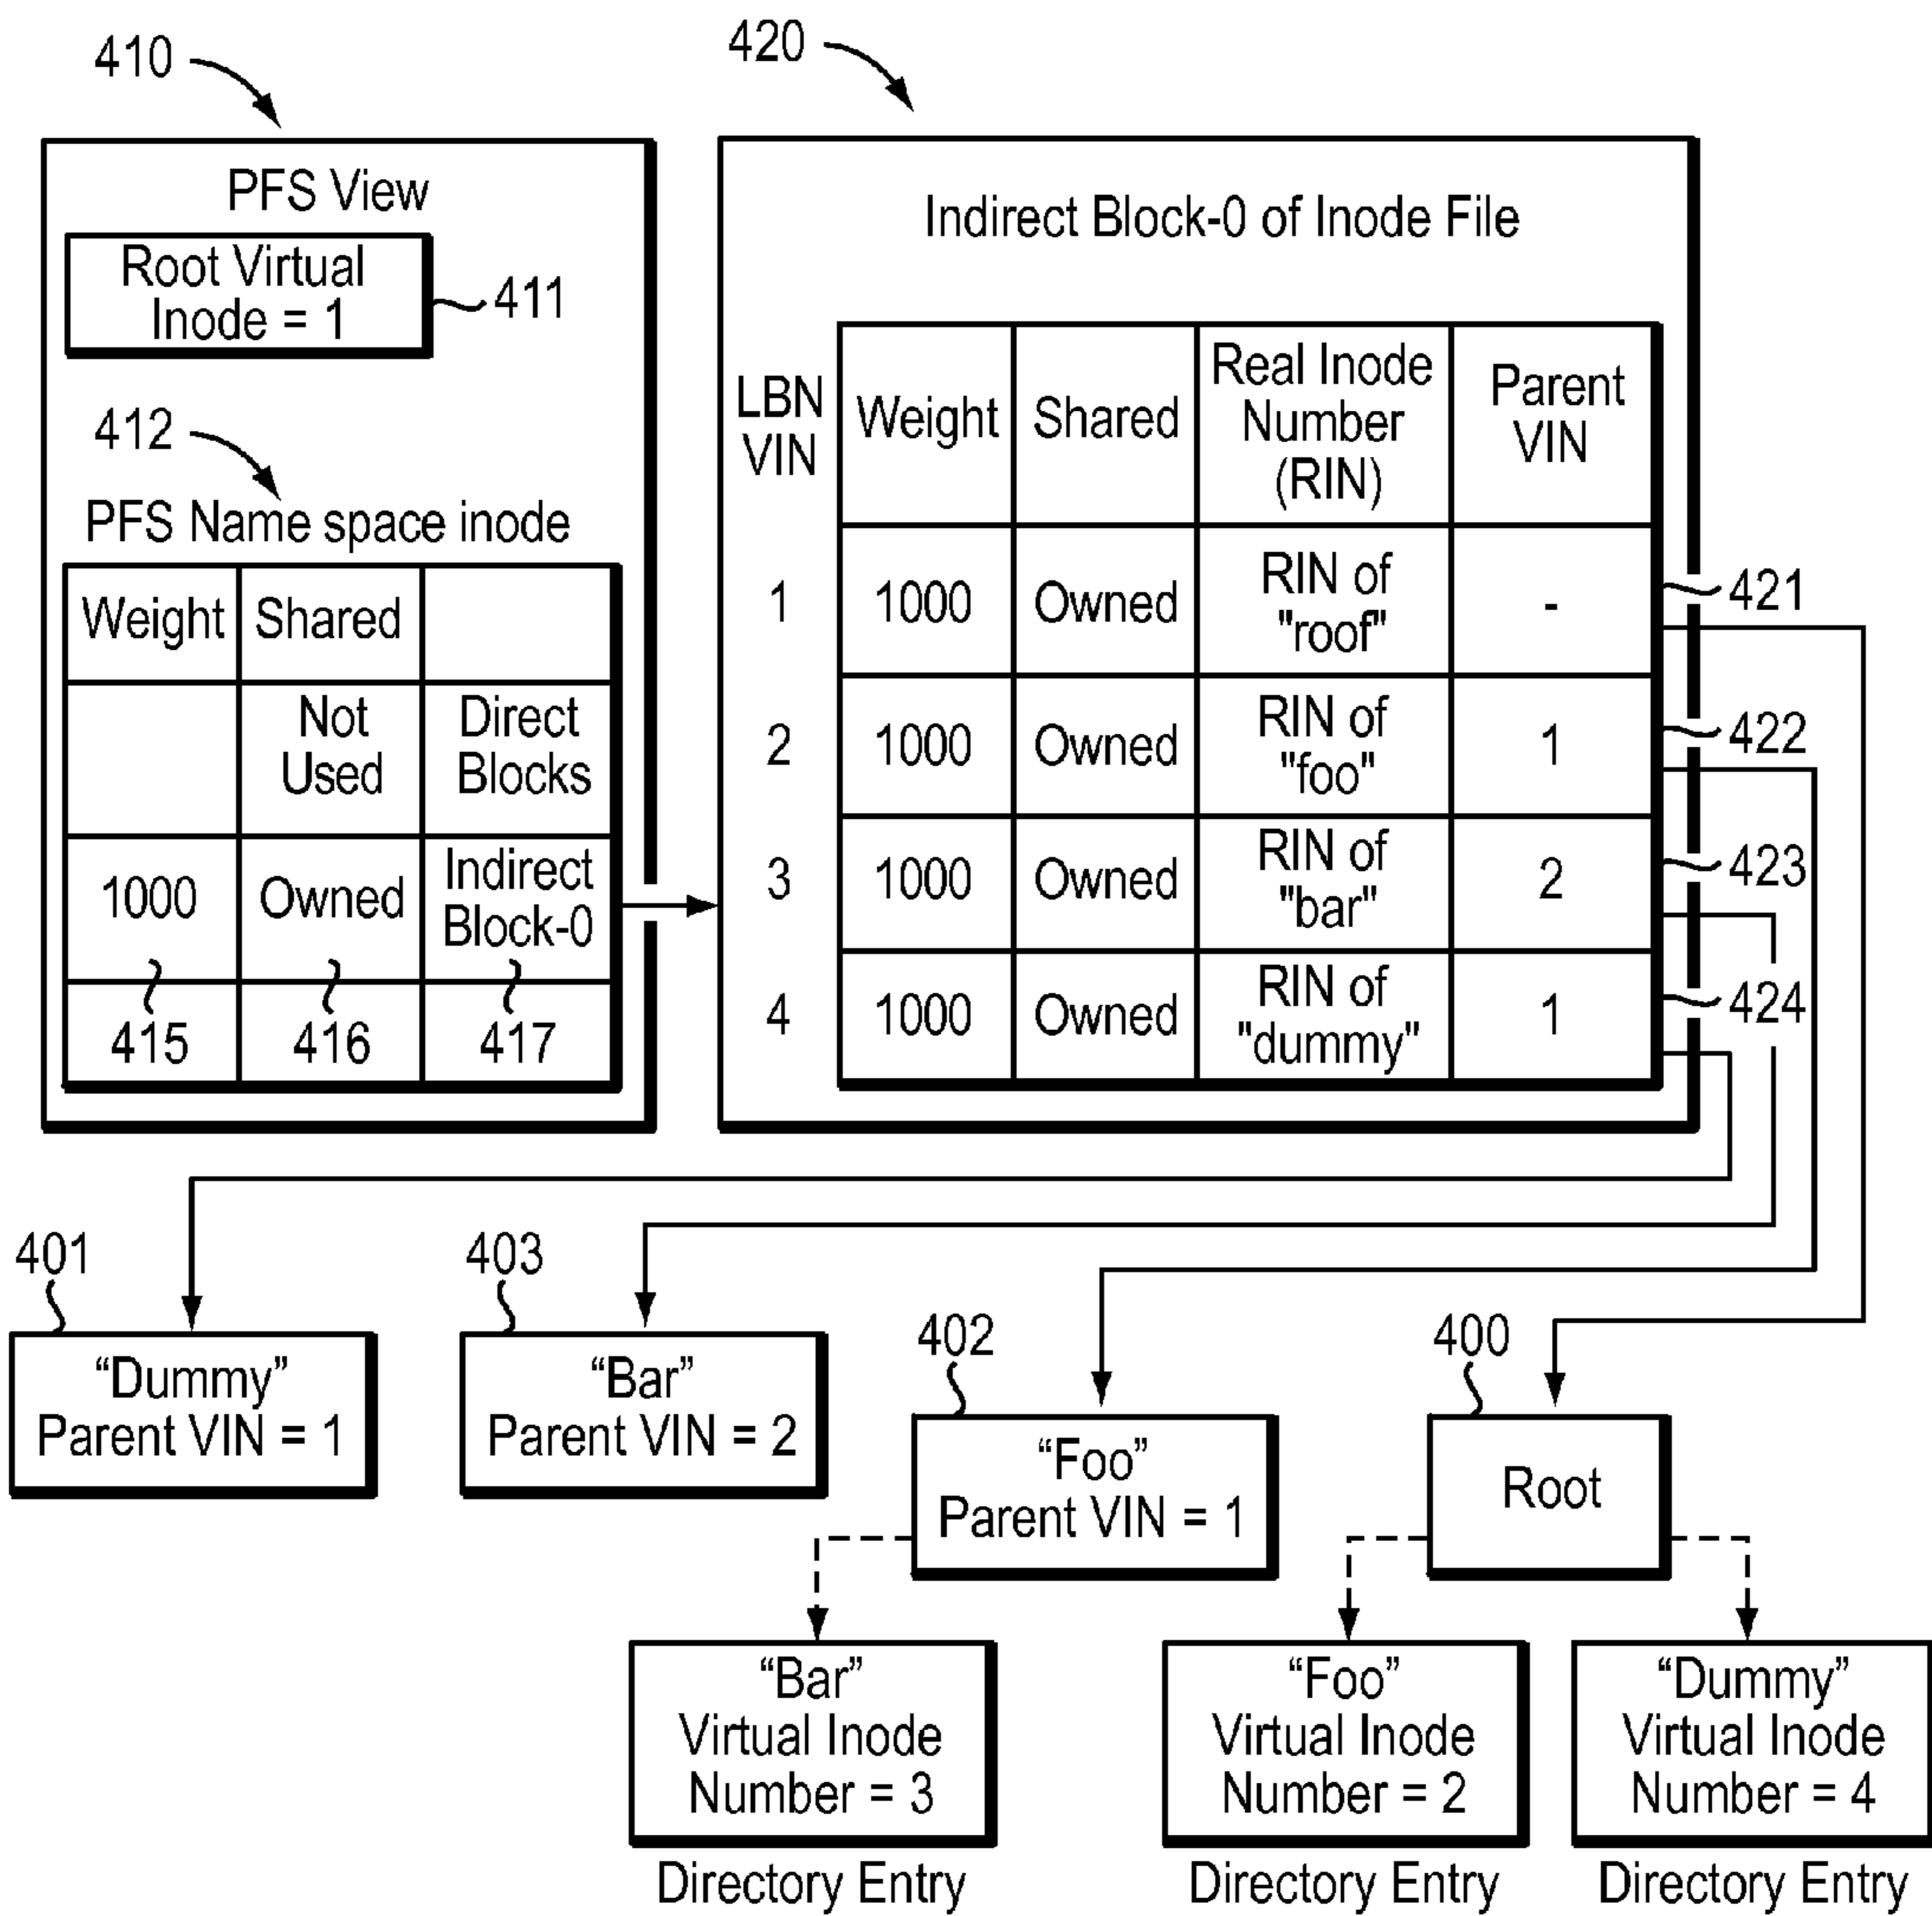 410
420
PFS View
Root Virtual
Inode = 1
411
412
PFS Name space inode
Weight Shared
Not
Used
Direct
Blocks
1000 Owned
Indirect
Block-0
415 416 417
Indirect Block-0 of Inode File
LBN
VIN
Weight
Shared
Real Inode
Number
(RIN)
Parent
VIN
1 1000 Owned
RIN of
"roof"
-
421
2 1000 Owned
RIN of
"foo"
1
422
3 1000 Owned
RIN of
"bar"
2
423
4 1000 Owned
RIN of
"dummy"
1
424
401
“Dummy”
Parent VIN = 1
403
“Bar”
Parent VIN = 2
402
“Foo”
Parent VIN = 1
400
Root
“Bar”
Virtual Inode
Number = 3
Directory Entry
“Foo”
Virtual Inode
Number = 2
Directory Entry
“Dummy”
Virtual Inode
Number = 4
Directory Entry